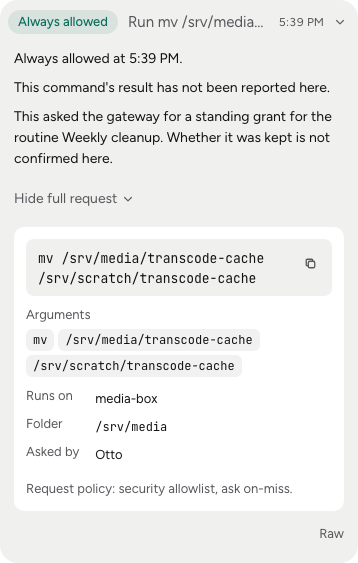 Always allowed Run mv /srv/media... 5:39 PM
Always allowed at 5:39 PM.
This command's result has not been reported here.
This asked the gateway for a standing grant for the
routine Weekly cleanup. Whether it was kept is not
confirmed here.
Hide full request
mv /srv/media/transcode-cache
/srv/scratch/transcode-cache
Arguments
mv /srv/media/transcode-cache
/srv/scratch/transcode-cache
Runs on media-box
Folder /srv/media
Asked by Otto
Request policy: security allowlist, ask on-miss.
Raw